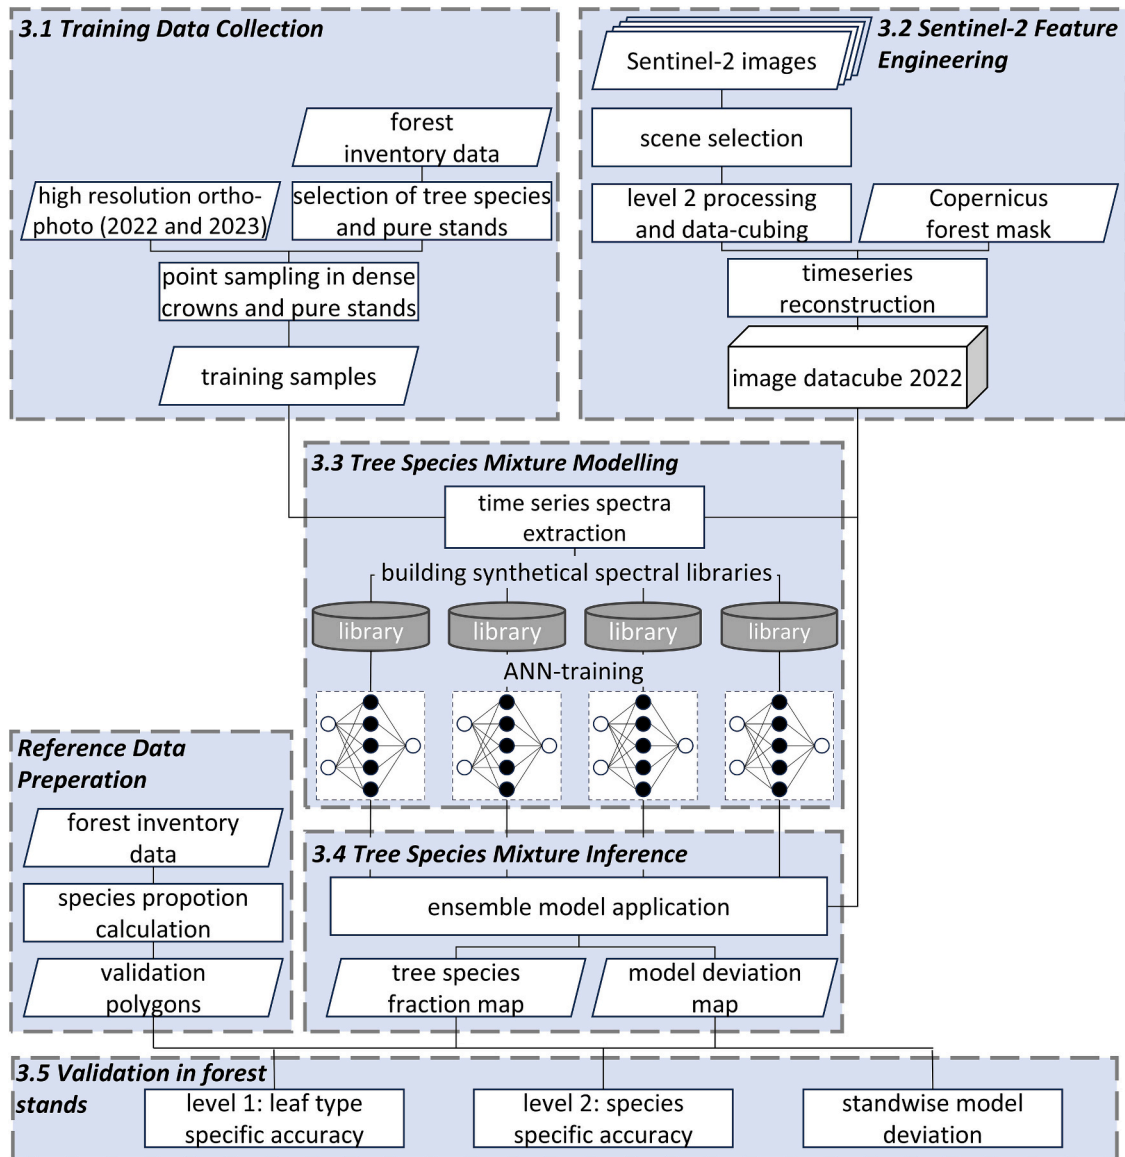 3.1 Training Data Collection
forest
inventory data
high resolution ortho-
photo (2022 and 2023)
selection of tree species
and pure stands
point sampling in dense
crowns and pure stands
training samples
3.2 Sentinel-2 Feature
Engineering
Sentinel-2 images
scene selection
level 2 processing
and data-cubing
Copernicus
forest mask
timeseries
reconstruction
image datacube 2022
3.3 Tree Species Mixture Modelling
time series spectra
extraction
building synthetical spectral libraries
library
library
library
library
ANN-training
Reference Data
Preperation
forest inventory
data
species propotion
calculation
validation
polygons
3.4 Tree Species Mixture Inference
ensemble model application
tree species
fraction map
model deviation
map
3.5 Validation in forest
stands
level 1: leaf type
specific accuracy
level 2: species
specific accuracy
standwise model
deviation